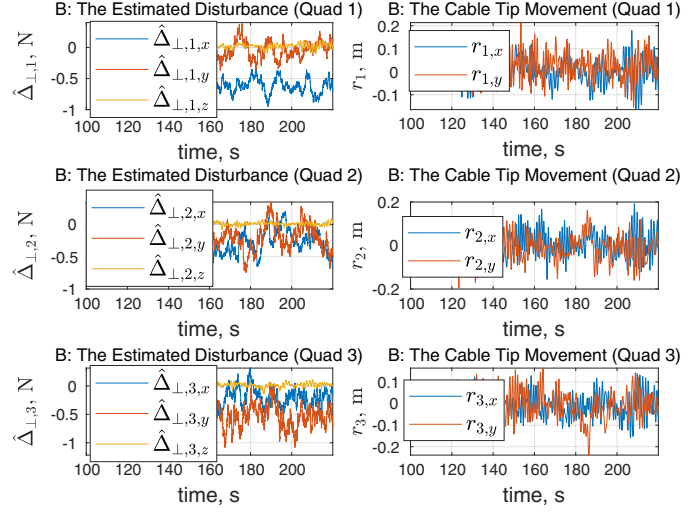 B: The Estimated Disturbance (Quad 1)
Δ̂⊥,1, N
0
-0.5
-1
Δ̂⊥,1,x
Δ̂⊥,1,y
Δ̂⊥,1,z
100 120 140 160 180 200 220
time, s
B: The Cable Tip Movement (Quad 1)
r1, m
0.2
0.1
0
-0.1
r1,x
r1,y
100 120 140 160 180 200 220
time, s
B: The Estimated Disturbance (Quad 2)
Δ̂⊥,2, N
0
-0.5
-1
Δ̂⊥,2,x
Δ̂⊥,2,y
Δ̂⊥,2,z
100 120 140 160 180 200 220
time, s
B: The Cable Tip Movement (Quad 2)
r2, m
0.2
0
-0.2
r2,x
r2,y
100 120 140 160 180 200 220
time, s
B: The Estimated Disturbance (Quad 3)
Δ̂⊥,3, N
0
-0.5
-1
Δ̂⊥,3,x
Δ̂⊥,3,y
Δ̂⊥,3,z
100 120 140 160 180 200 220
time, s
B: The Cable Tip Movement (Quad 3)
r3, m
0.1
0
-0.2
r3,x
r3,y
100 120 140 160 180 200 220
time, s